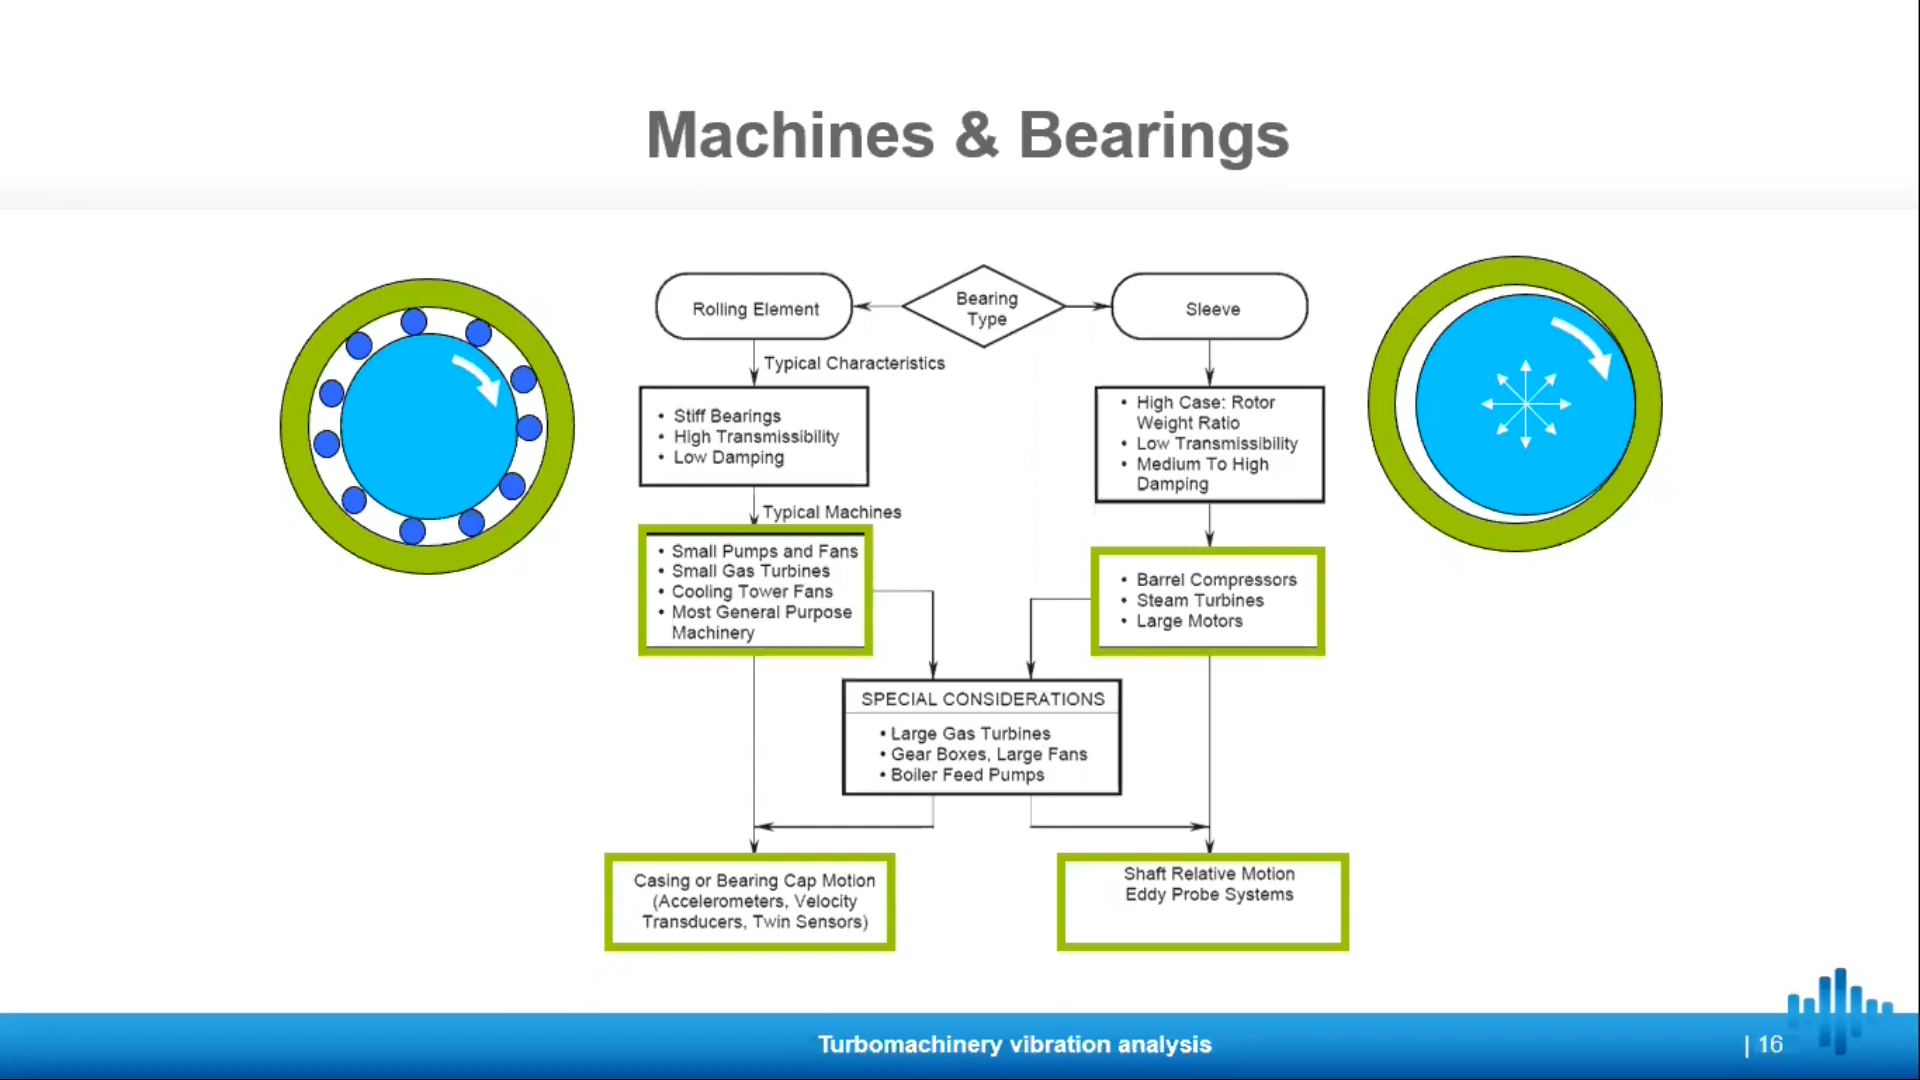 Machines & Bearings
Rolling Element
Bearing
Type
Sleeve
Typical Characteristics
• Stiff Bearings
• High Transmissibility
• Low Damping
• High Case: Rotor
Weight Ratio
• Low Transmissibility
• Medium To High
Damping
Typical Machines
• Small Pumps and Fans
• Small Gas Turbines
• Cooling Tower Fans
• Most General Purpose
Machinery
• Barrel Compressors
• Steam Turbines
• Large Motors
SPECIAL CONSIDERATIONS
• Large Gas Turbines
• Gear Boxes, Large Fans
• Boiler Feed Pumps
Casing or Bearing Cap Motion
(Accelerometers, Velocity
Transducers, Twin Sensors)
Shaft Relative Motion
Eddy Probe Systems
Turbomachinery vibration analysis
| 16